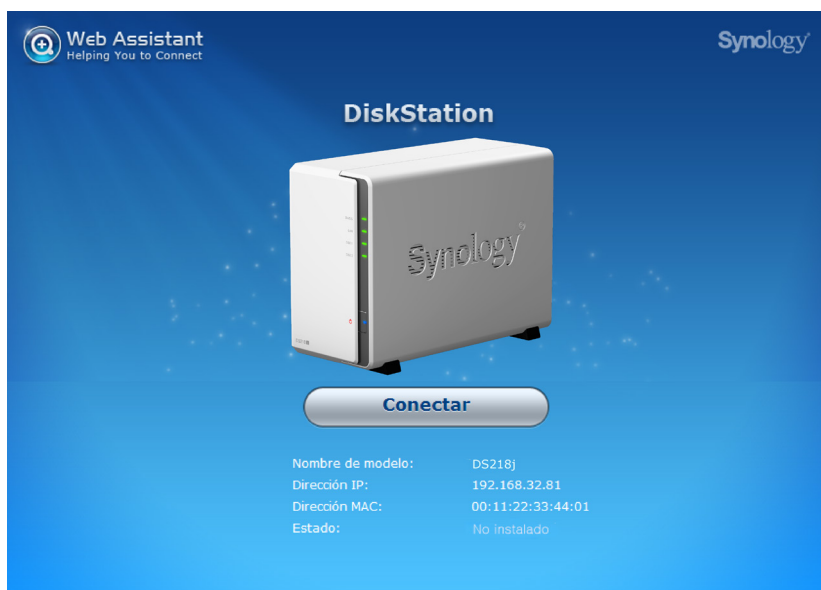 Web Assistant
Helping You to Connect
Synology
DiskStation
Synology
Conectar
Nombre de modelo: DS218j
Dirección IP: 192.168.32.81
Dirección MAC: 00:11:22:33:44:01
Estado: No instalado